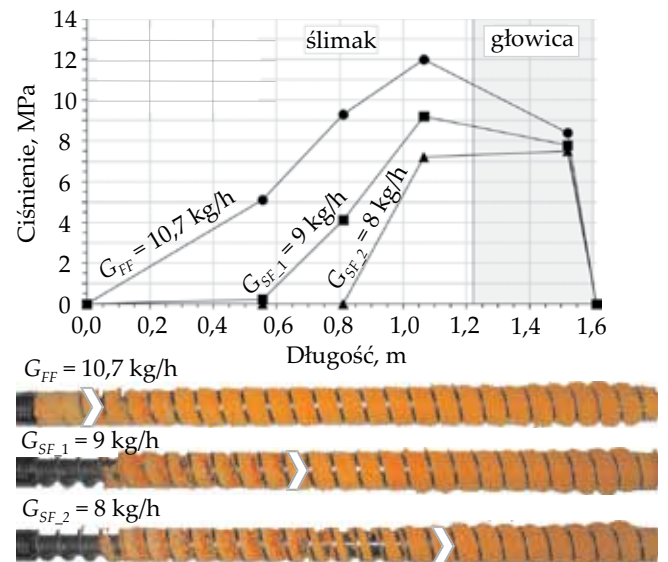 14
12
10
8
6
4
2
0
Ciśnienie, MPa
ślimak
głowica
G_FF = 10,7 kg/h
G_SF_1 = 9 kg/h
G_SF_2 = 8 kg/h
0,0 0,2 0,4 0,6 0,8 1,0 1,2 1,4 1,6
Długość, m
G_FF = 10,7 kg/h
G_SF_1 = 9 kg/h
G_SF_2 = 8 kg/h